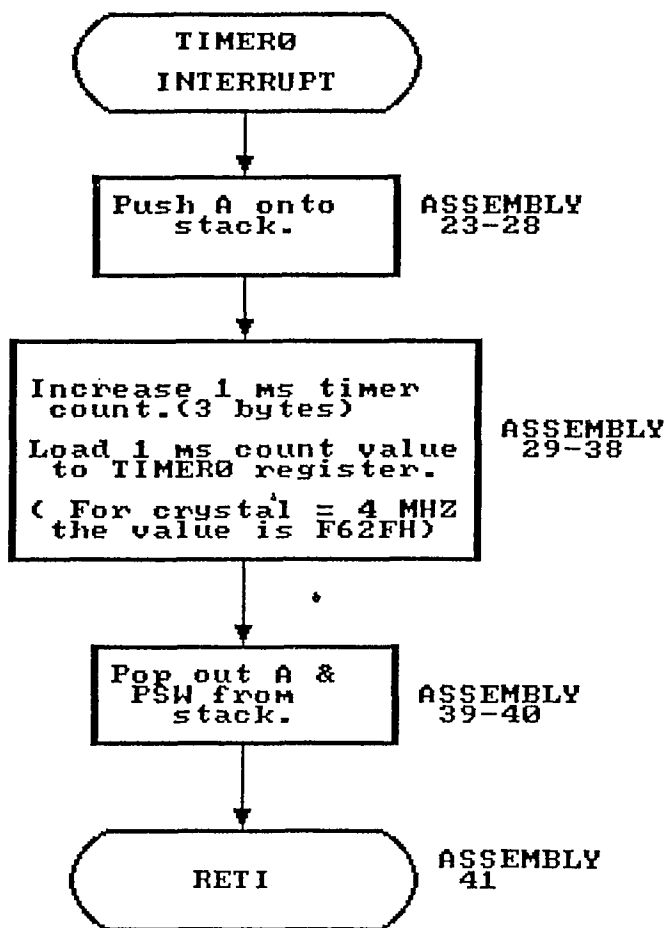 TIMER0
INTERRUPT
Push A onto
stack.
ASSEMBLY
23-28
Increase 1 ms timer
count.(3 bytes)
Load 1 ms count value
to TIMER0 register.
( For crystal = 4 MHZ
the value is F62FH)
ASSEMBLY
29-38
Pop out A &
PSW from
stack.
ASSEMBLY
39-40
RETI
ASSEMBLY
41